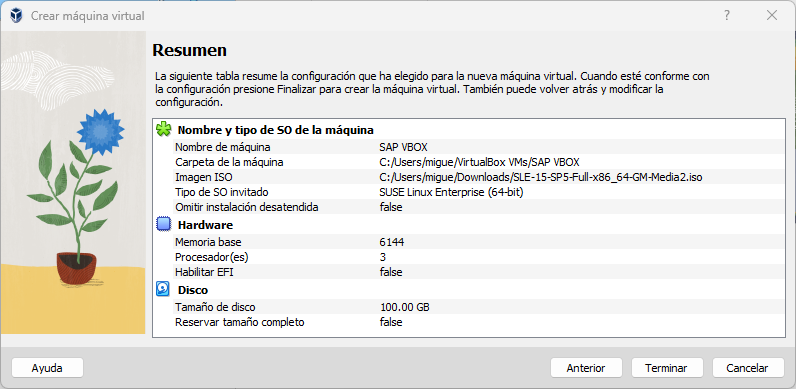 Crear máquina virtual
?
Resumen
La siguiente tabla resume la configuración que ha elegido para la nueva máquina virtual. Cuando esté conforme con
la configuración presione Finalizar para crear la máquina virtual. También puede volver atrás y modificar la
configuración.
Nombre y tipo de SO de la máquina
Nombre de máquina SAP VBOX
Carpeta de la máquina C:/Users/migue/VirtualBox VMs/SAP VBOX
Imagen ISO C:/Users/migue/Downloads/SLE-15-SP5-Full-x86_64-GM-Media2.iso
Tipo de SO invitado SUSE Linux Enterprise (64-bit)
Omitir instalación desatendida false
Hardware
Memoria base 6144
Procesador(es) 3
Habilitar EFI false
Disco
Tamaño de disco 100.00 GB
Reservar tamaño completo false
Ayuda Anterior Terminar Cancelar